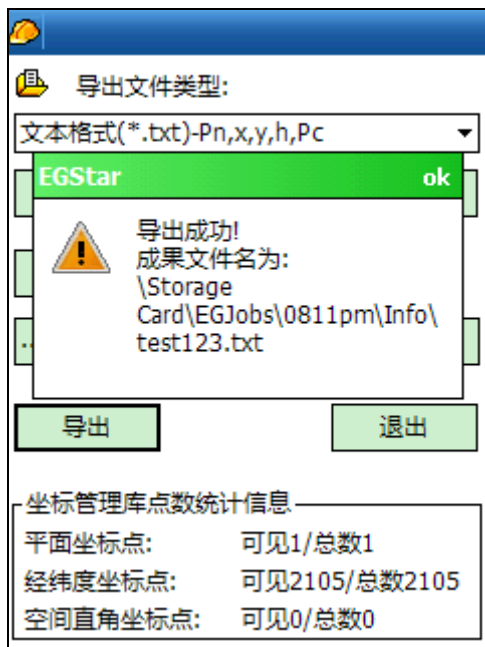 导出文件类型:
文本格式(*.txt)-Pn,x,y,h,Pc
EGStar ok
导出成功!
成果文件名为:
\Storage
Card\EGJobs\0811pm\Info\
test123.txt
..
导出 退出
坐标管理库点数统计信息
平面坐标点: 可见1/总数1
经纬度坐标点: 可见2105/总数2105
空间直角坐标点: 可见0/总数0